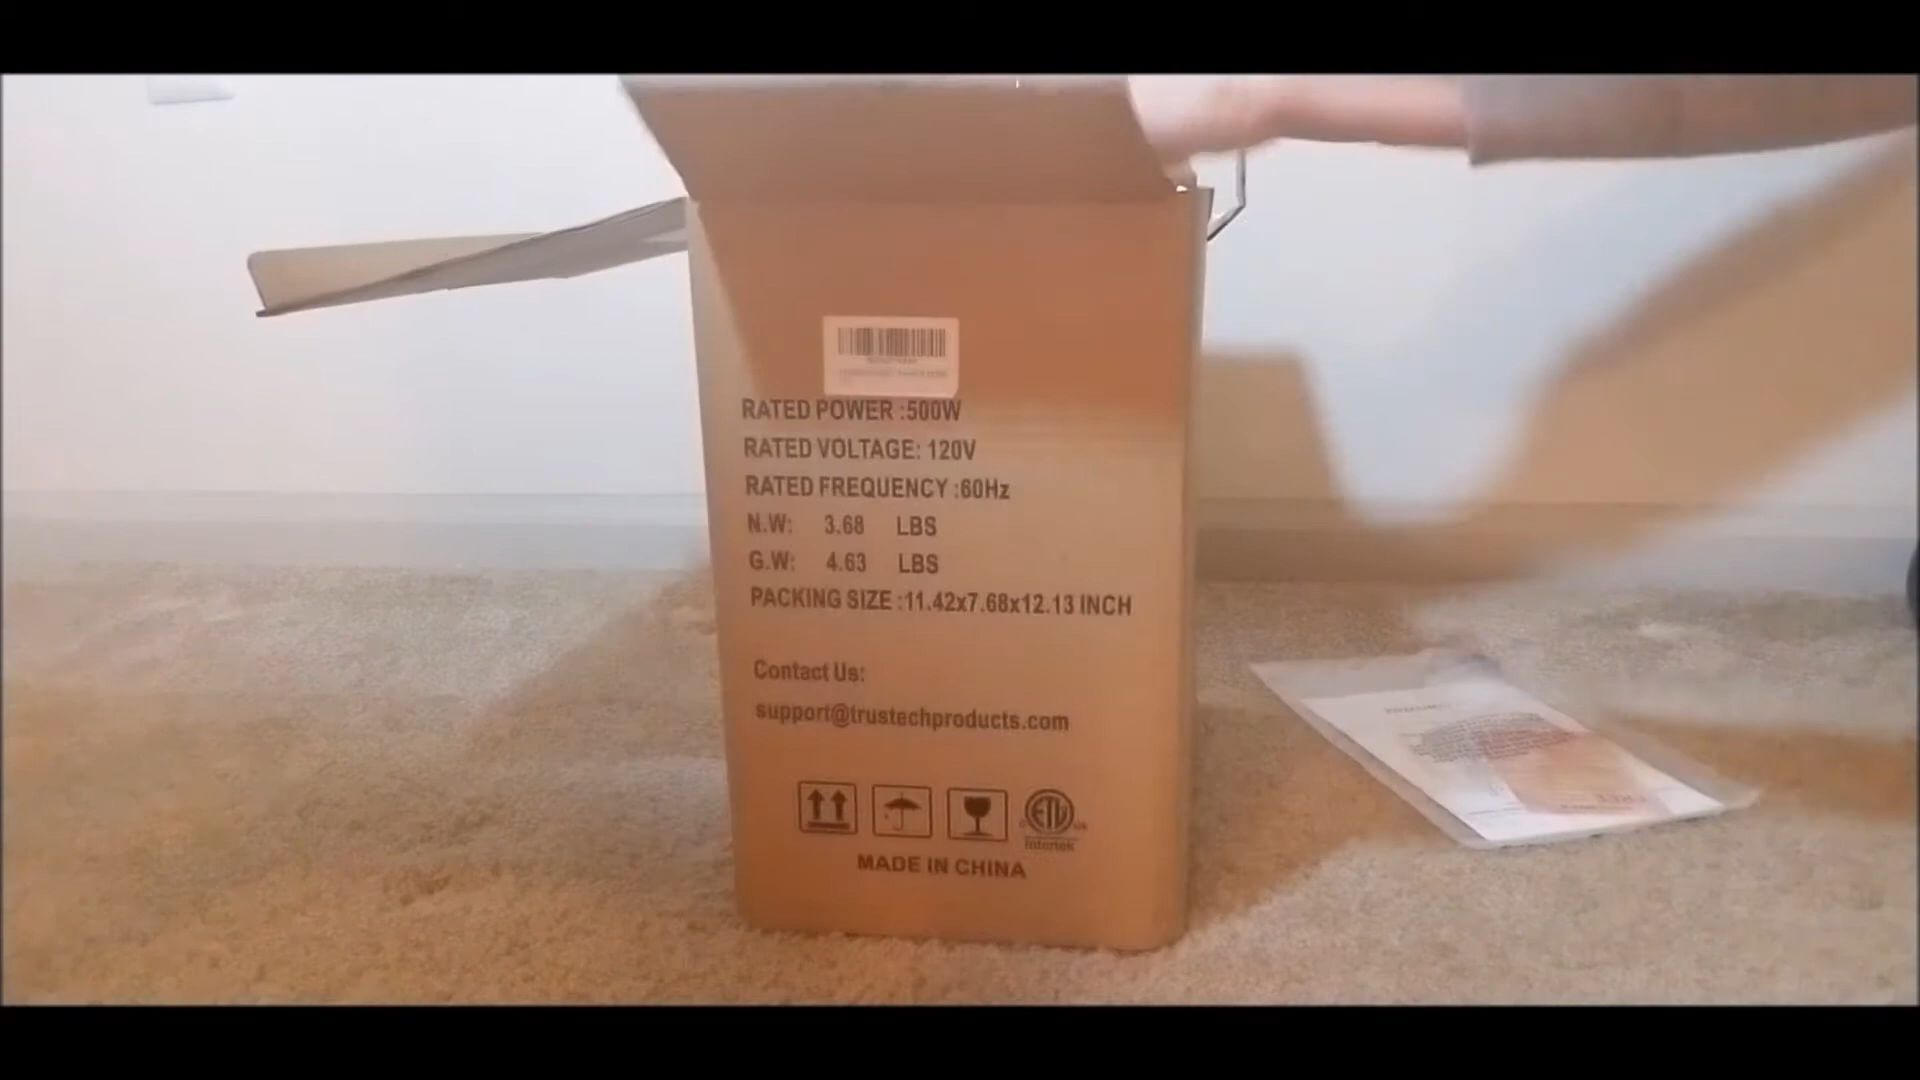 RATED POWER :500W
RATED VOLTAGE: 120V
RATED FREQUENCY :60Hz
N.W: 3.68 LBS
G.W: 4.63 LBS
PACKING SIZE :11.42x7.68x12.13 INCH
Contact Us:
support@trustechproducts.com
ETL
Intertek
MADE IN CHINA